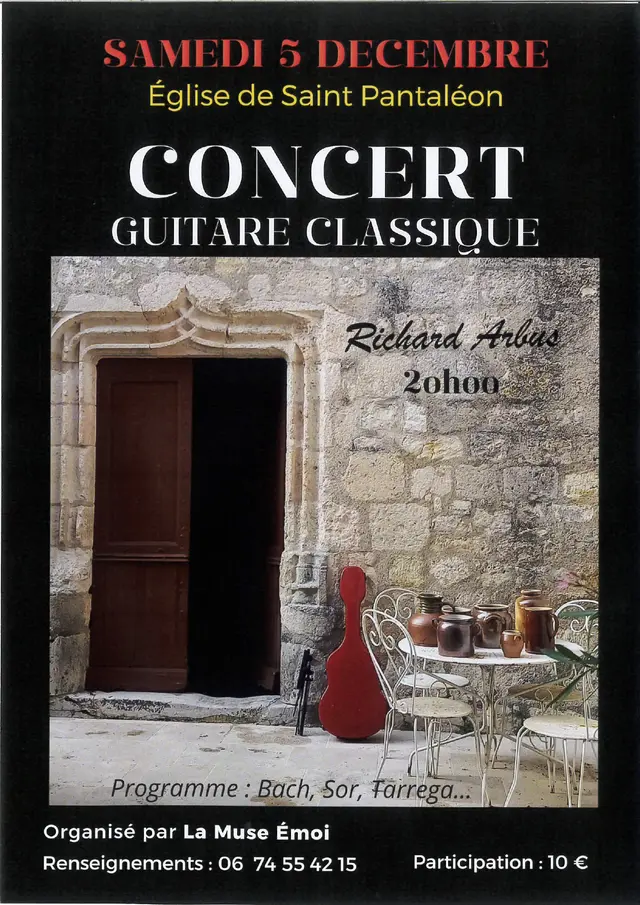 SAMEDI 5 DECEMBRE
Église de Saint Pantaléon
CONCERT
GUITARE CLASSIQUE
Richard Arbus
20h00
Programme : Bach, Sor, Tarrega...
Organisé par La Muse Émoi
Renseignements : 06 74 55 42 15
Participation : 10 €